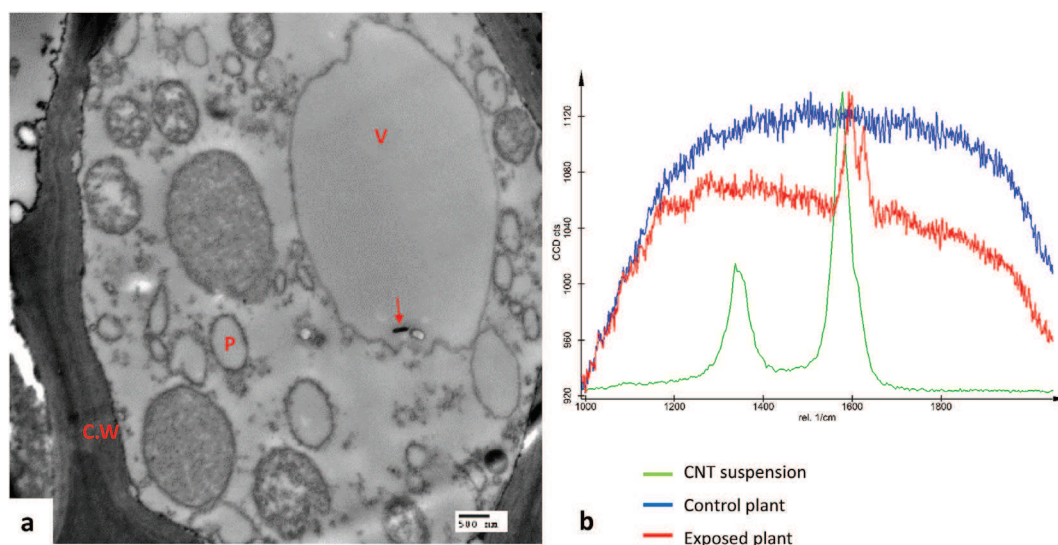 V
P
C.W
a
500 nm
CCD cts
1120
1080
1040
1000
960
920
1000
1200
1400
1600
1800
rel. 1/cm
CNT suspension
Control plant
Exposed plant
b